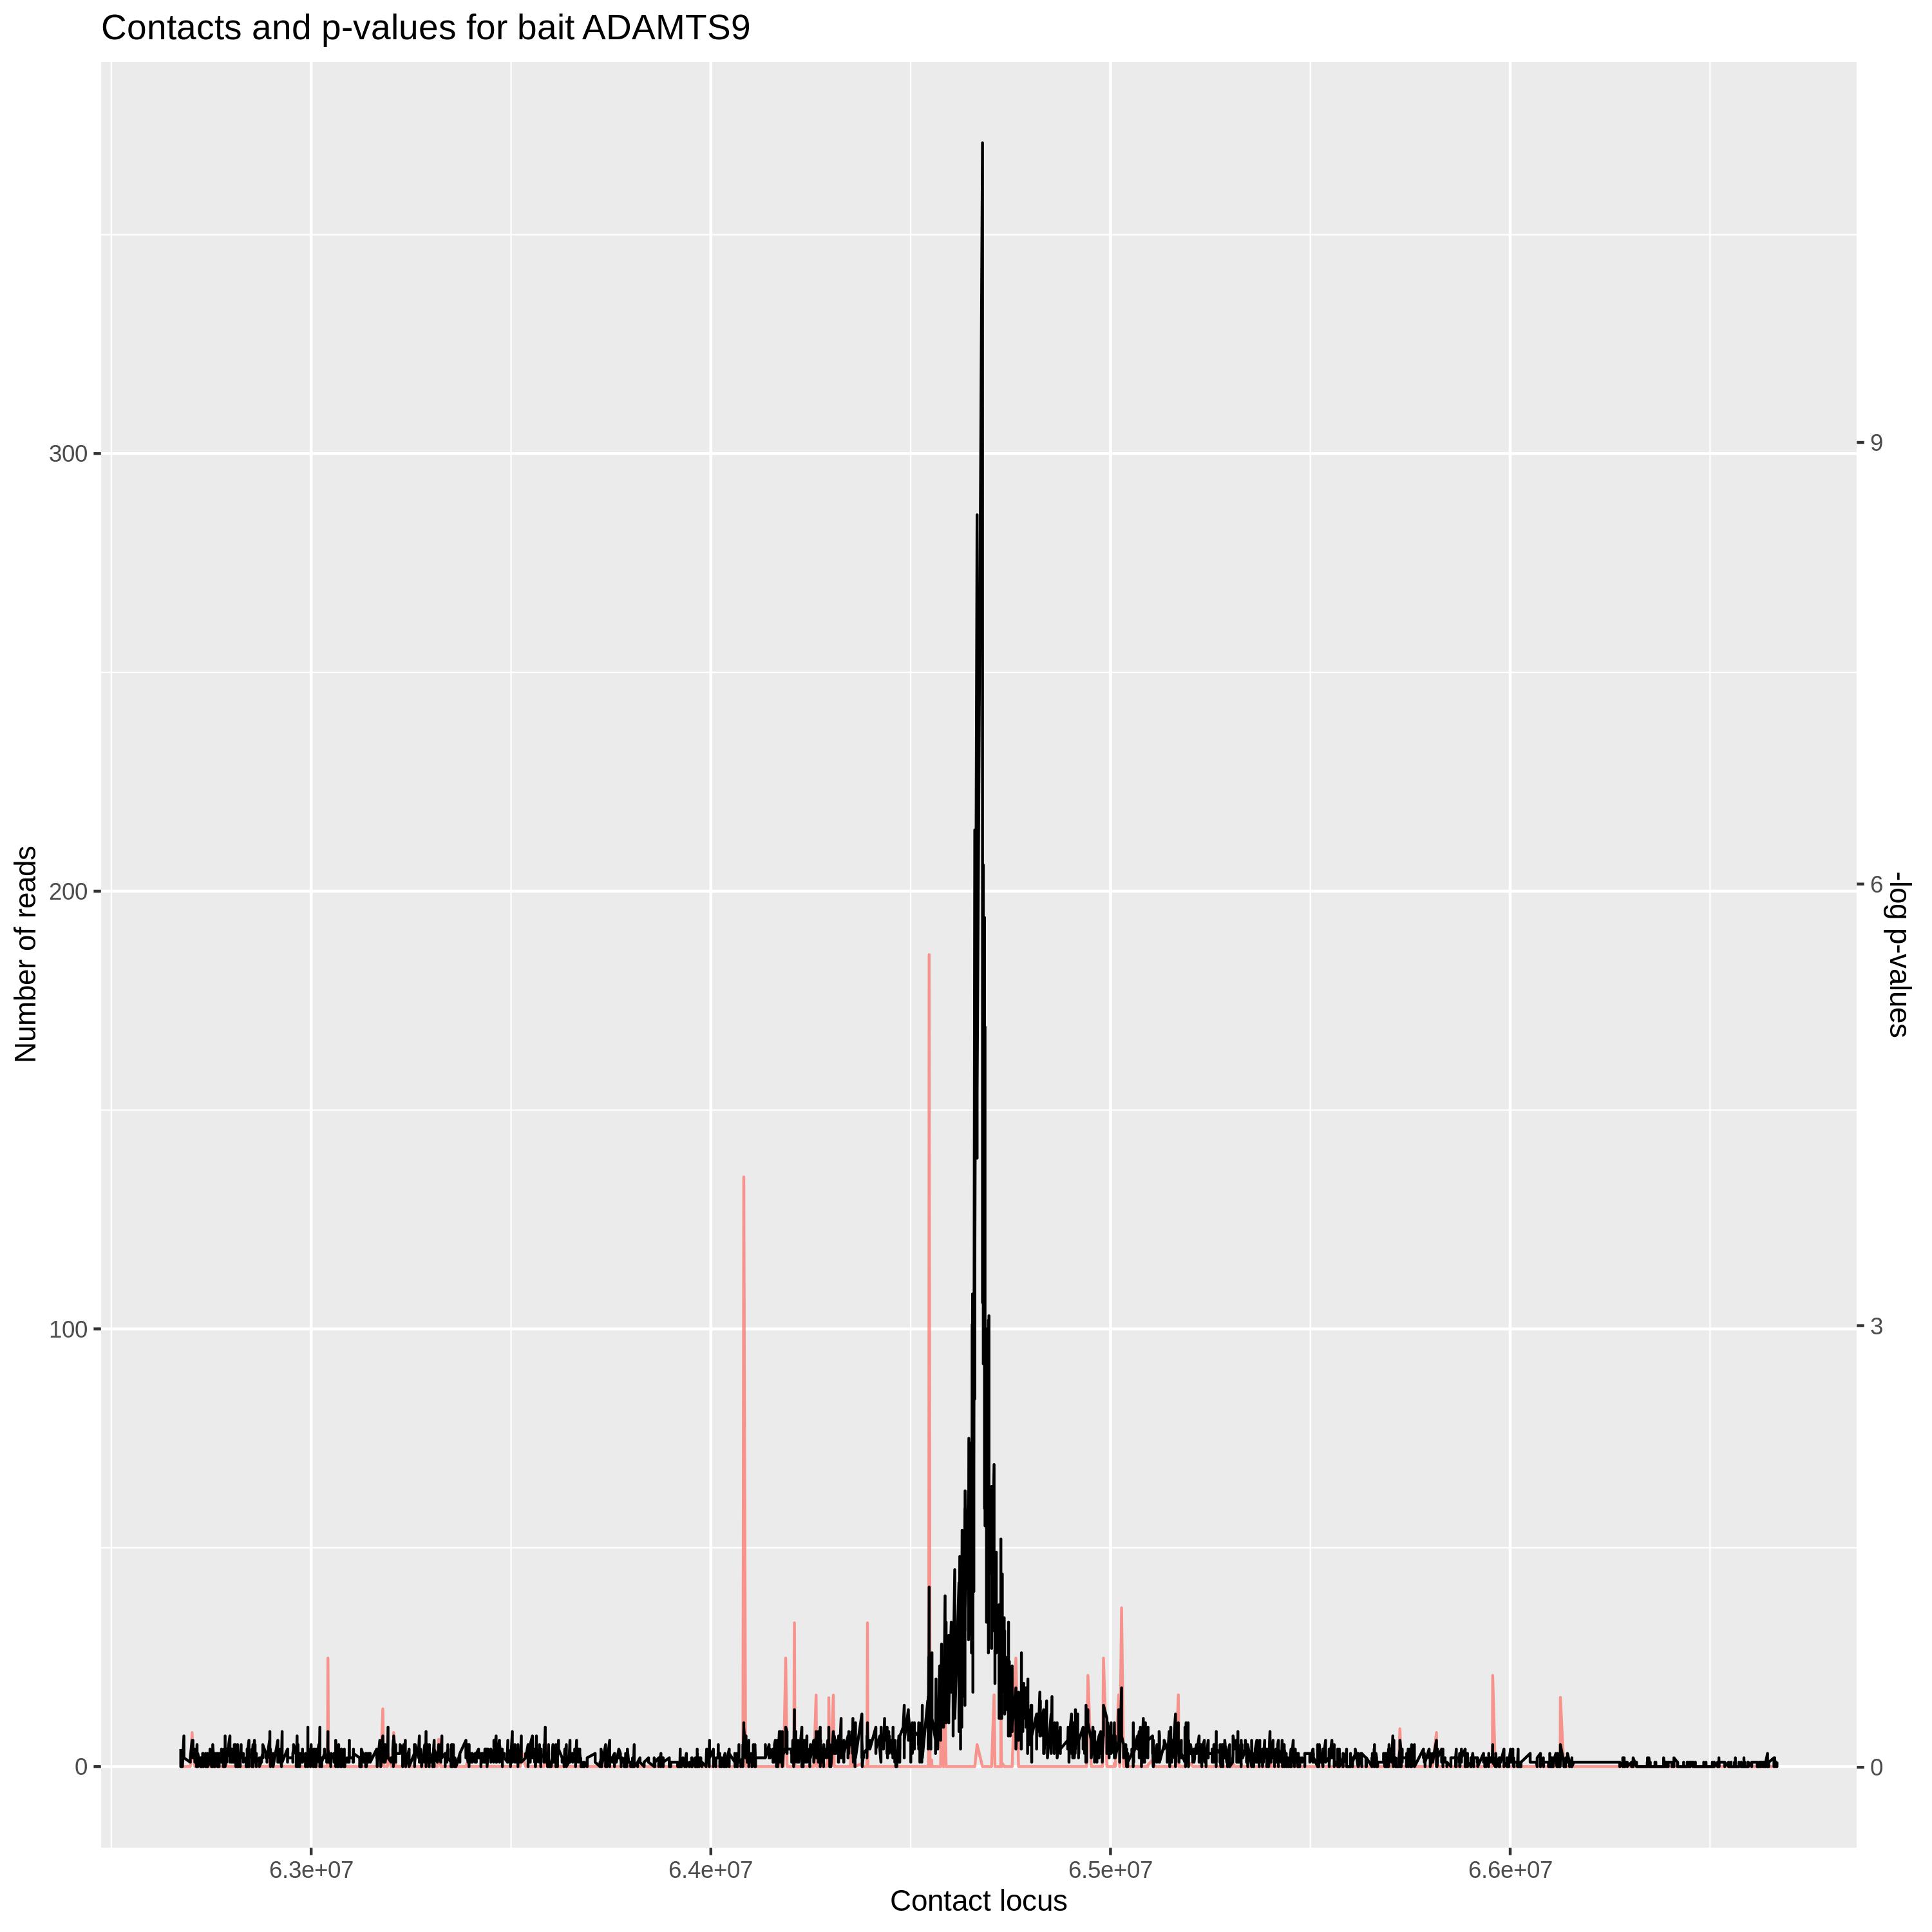 Contacts and p-values for bait ADAMTS9
Number of reads
300
200
100
0
9
6
3
0
-log p-values
6.3e+07
6.4e+07
6.5e+07
6.6e+07
Contact locus